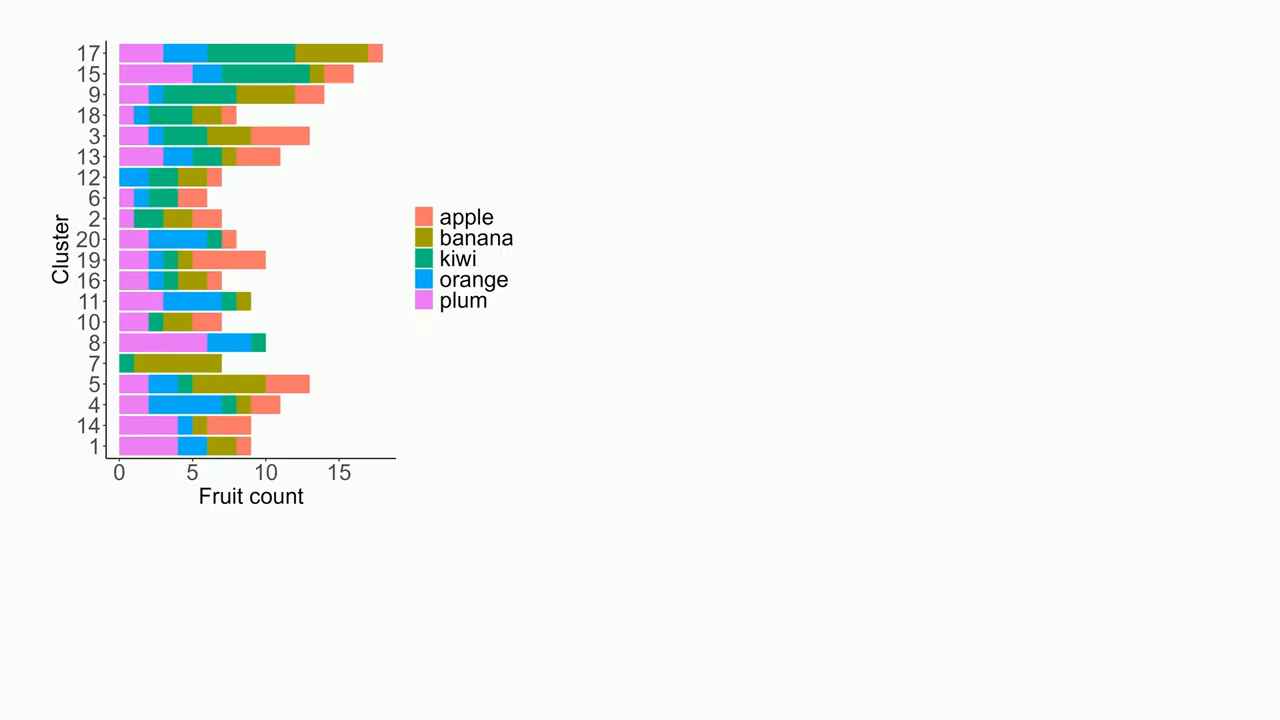 17
15
9
18
3
13
12
6
2
20
19
16
11
10
8
7
5
4
14
1
Cluster
0 5 10 15
Fruit count
apple
banana
kiwi
orange
plum